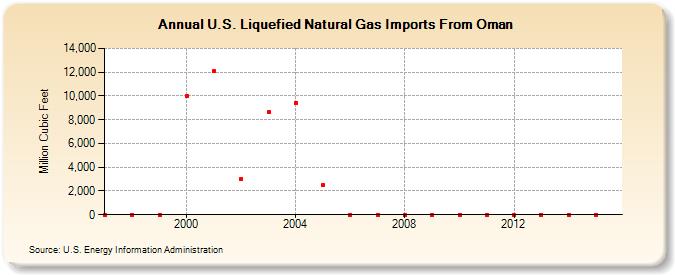 Annual U.S. Liquefied Natural Gas Imports From Oman
Million Cubic Feet
14,000
12,000
10,000
8,000
6,000
4,000
2,000
0
2000 2004 2008 2012
Source: U.S. Energy Information Administration